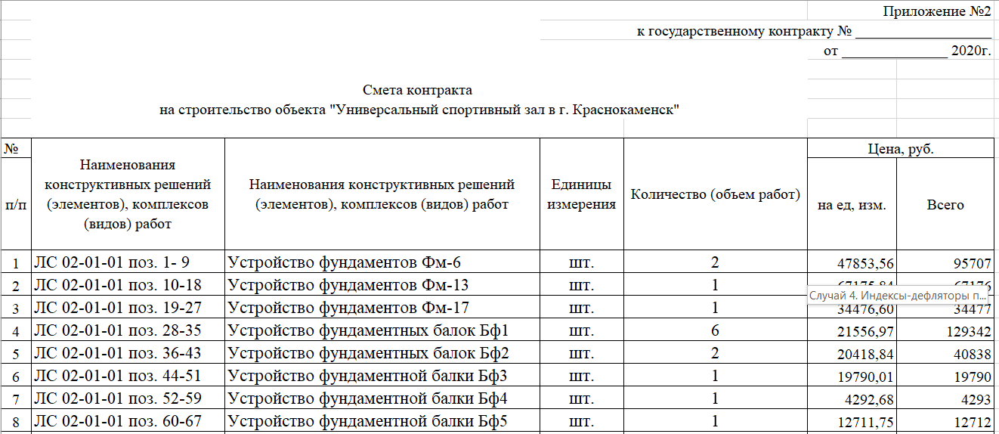 Приложение №2
к государственному контракту № __________________
от ______________ 2020г.
Смета контракта
на строительство объекта "Универсальный спортивный зал в г. Краснокаменск"
№
п/п
Наименования
конструктивных решений
(элементов), комплексов
(видов) работ
Наименования конструктивных решений
(элементов), комплексов (видов) работ
Единицы
измерения
Количество (объем работ)
Цена, руб.
на ед, изм.
Всего
1 ЛС 02-01-01 поз. 1- 9 Устройство фундаментов Фм-6 шт. 2 47853,56 95707
2 ЛС 02-01-01 поз. 10-18 Устройство фундаментов Фм-13 шт. 1 67175,84 67176
Случай 4. Индексы-дефляторы п...
3 ЛС 02-01-01 поз. 19-27 Устройство фундаментов Фм-17 шт. 1 34476,60 34477
4 ЛС 02-01-01 поз. 28-35 Устройство фундаментных балок Бф1 шт. 6 21556,97 129342
5 ЛС 02-01-01 поз. 36-43 Устройство фундаментных балок Бф2 шт. 2 20418,84 40838
6 ЛС 02-01-01 поз. 44-51 Устройство фундаментной балки Бф3 шт. 1 19790,01 19790
7 ЛС 02-01-01 поз. 52-59 Устройство фундаментной балки Бф4 шт. 1 4292,68 4293
8 ЛС 02-01-01 поз. 60-67 Устройство фундаментной балки Бф5 шт. 1 12711,75 12712